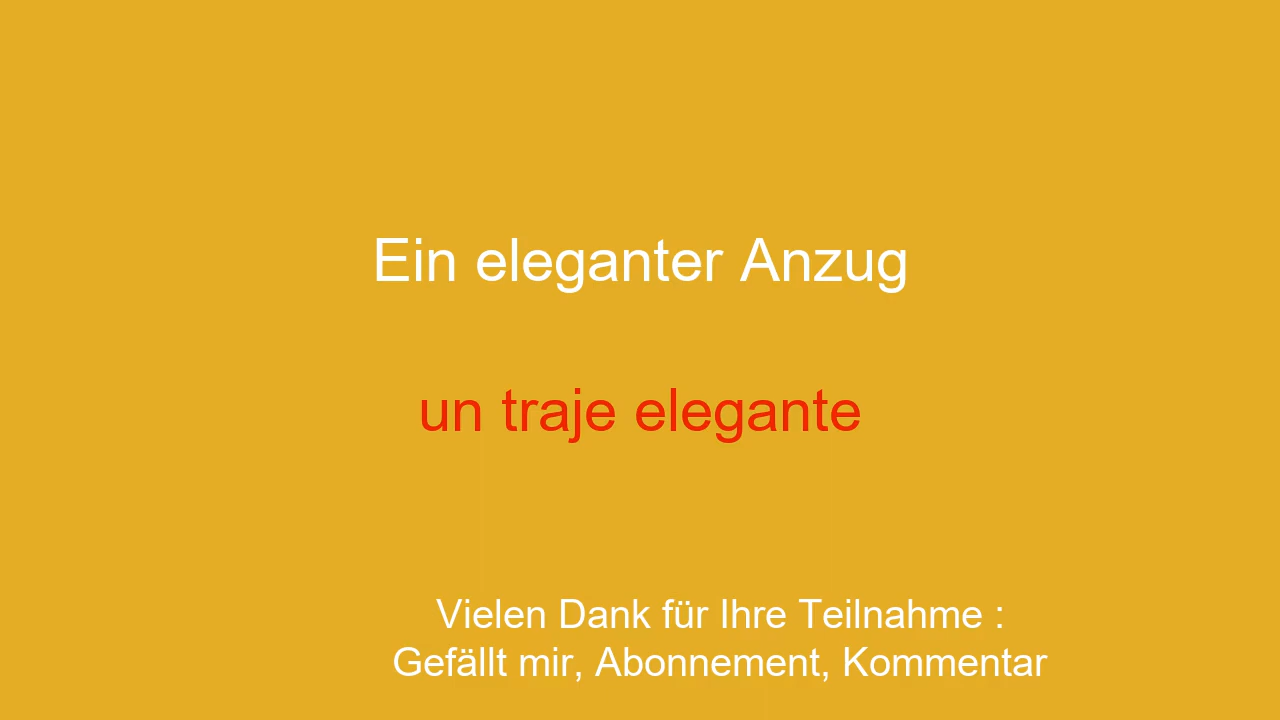 Ein eleganter Anzug
un traje elegante
Vielen Dank für Ihre Teilnahme :
Gefällt mir, Abonnement, Kommentar